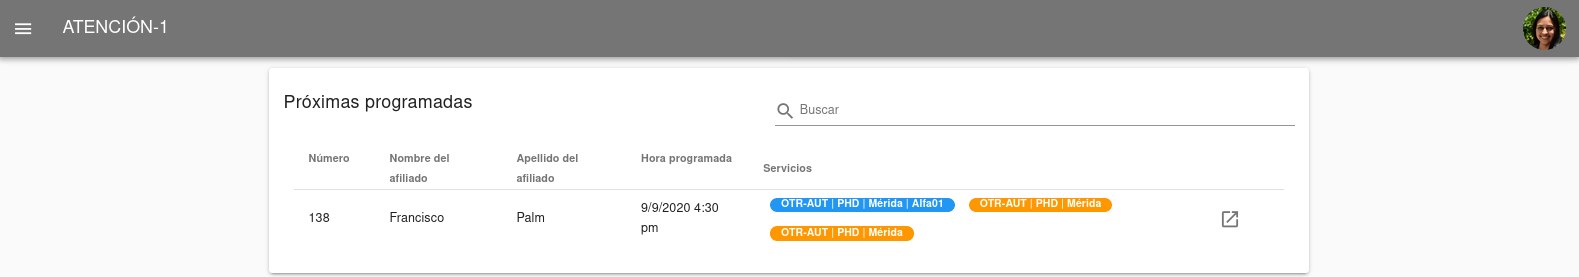 ATENCIÓN-1
Próximas programadas
Buscar
Número
Nombre del
afiliado
Apellido del
afiliado
Hora programada
Servicios
138
Francisco
Palm
9/9/2020 4:30
pm
OTR-AUT | PHD | Mérida | Alfa01
OTR-AUT | PHD | Mérida
OTR-AUT | PHD | Mérida